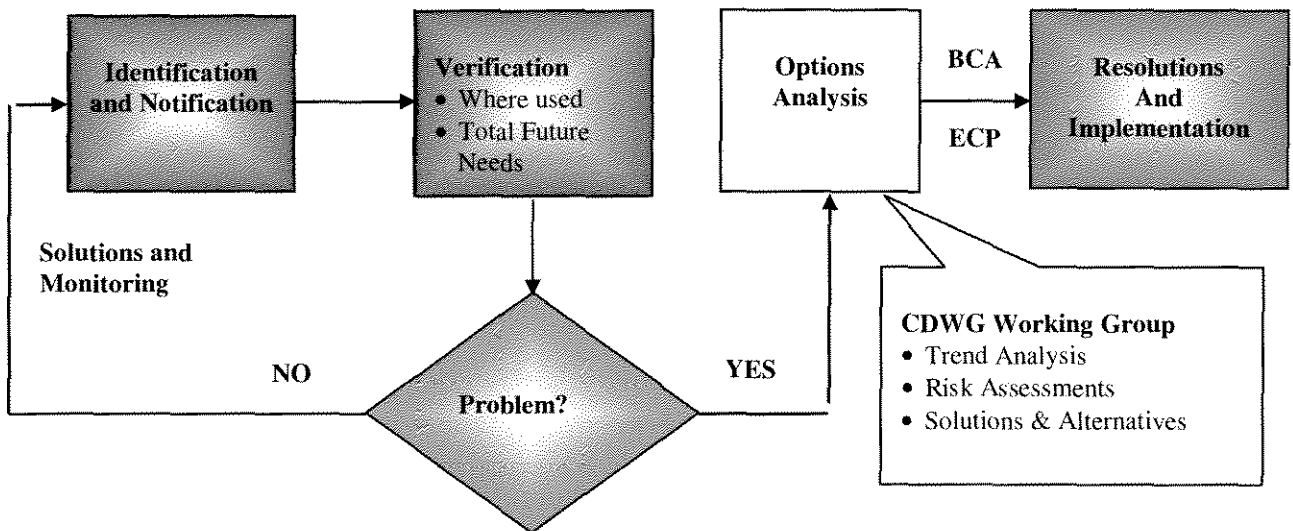 Identification
and Notification
Verification
• Where used
• Total Future
Needs
Options
Analysis
BCA
ECP
Resolutions
And
Implementation
Solutions and
Monitoring
NO
Problem?
YES
CDWG Working Group
• Trend Analysis
• Risk Assessments
• Solutions & Alternatives